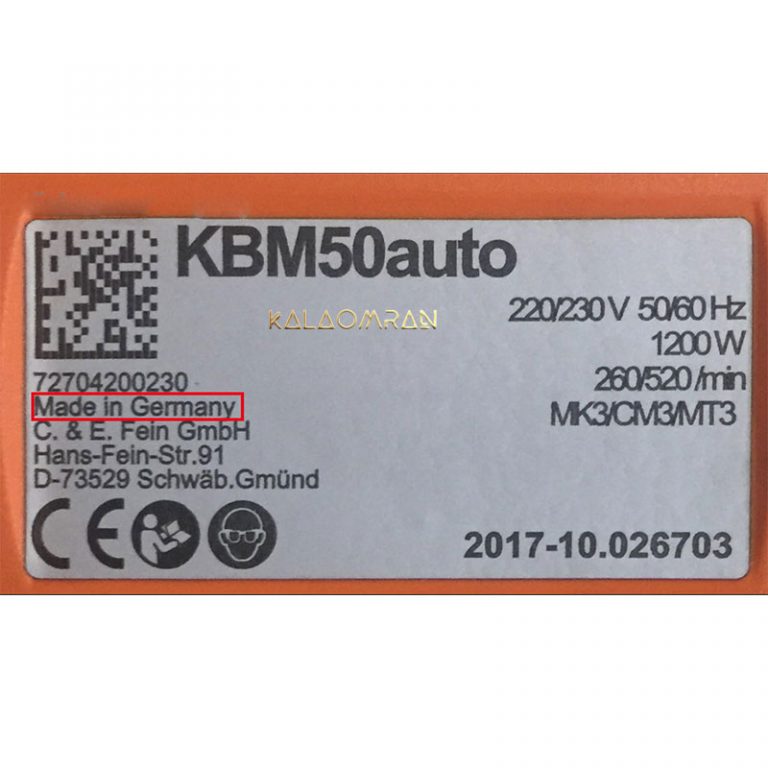 KBM50auto
KALAOMRAN
220/230 V 50/60 Hz
1200 W
260/520 /min
MK3/CM3/MT3
72704200230
Made in Germany
C. & E. Fein GmbH
Hans-Fein-Str.91
D-73529 Schwäb.Gmünd
CE
2017-10.026703